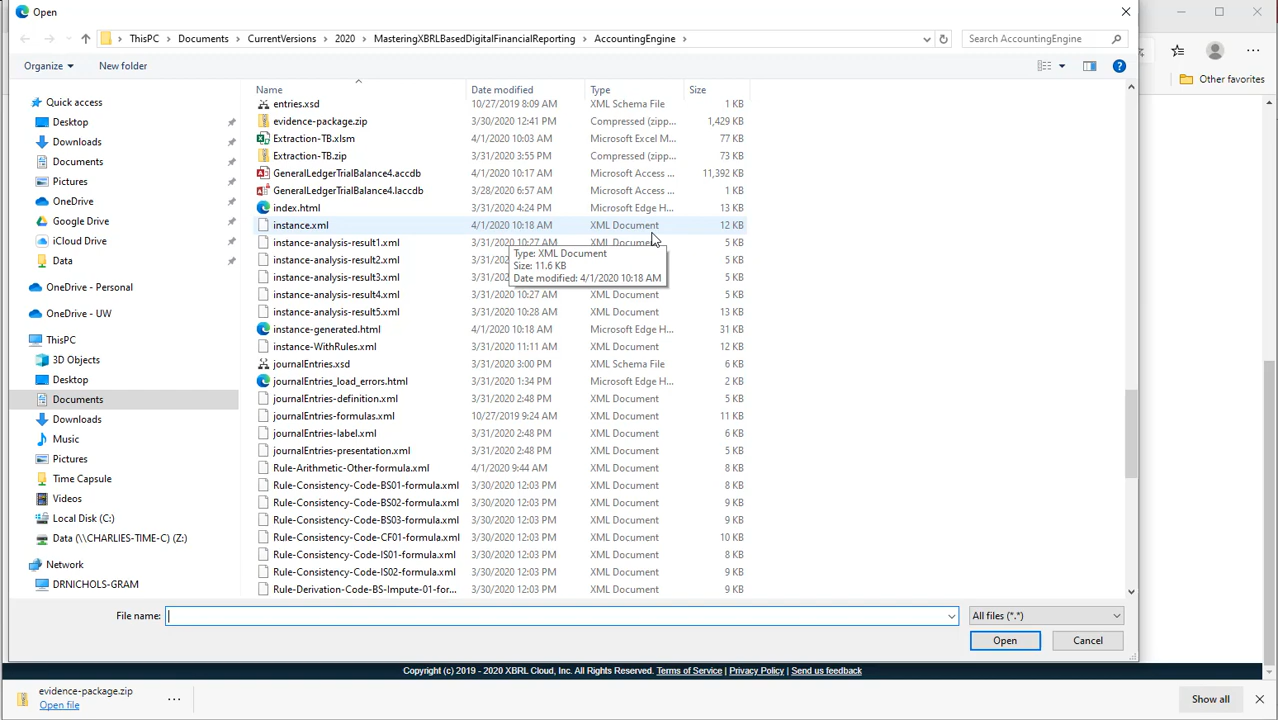 Open
ThisPC > Documents > CurrentVersions > 2020 > MasteringXBRLBasedDigitalFinancialReporting > AccountingEngine >
Search AccountingEngine
Organize
New folder
Other favorites
Name
Date modified
Type
Size
Quick access
Desktop
Downloads
Documents
Pictures
OneDrive
Google Drive
iCloud Drive
Data
OneDrive - Personal
OneDrive - UW
ThisPC
3D Objects
Desktop
Documents
Downloads
Music
Pictures
Time Capsule
Videos
Local Disk (C:)
Data (\\CHARLIES-TIME-C) (Z:)
Network
DRNICHOLS-GRAM
entries.xsd 10/27/2019 8:09 AM XML Schema File 1 KB
evidence-package.zip 3/30/2020 12:41 PM Compressed (zipp... 1,429 KB
Extraction-TB.xlsm 4/1/2020 10:03 AM Microsoft Excel M... 77 KB
Extraction-TB.zip 3/31/2020 3:55 PM Compressed (zipp... 73 KB
GeneralLedgerTrialBalance4.accdb 4/1/2020 10:17 AM Microsoft Access ... 11,392 KB
GeneralLedgerTrialBalance4.laccdb 3/28/2020 6:57 AM Microsoft Access ... 1 KB
index.html 3/31/2020 4:24 PM Microsoft Edge H... 13 KB
instance.xml 4/1/2020 10:18 AM XML Document 12 KB
instance-analysis-result1.xml 3/31/2020 10:27 AM XML Document 5 KB
instance-analysis-result2.xml 5 KB
instance-analysis-result3.xml 5 KB
Type: XML Document
Size: 11.6 KB
Date modified: 4/1/2020 10:18 AM
instance-analysis-result4.xml 3/31/2020 10:27 AM XML Document 5 KB
instance-analysis-result5.xml 3/31/2020 10:28 AM XML Document 13 KB
instance-generated.html 4/1/2020 10:18 AM Microsoft Edge H... 31 KB
instance-WithRules.xml 3/31/2020 11:11 AM XML Document 12 KB
journalEntries.xsd 3/31/2020 3:00 PM XML Schema File 6 KB
journalEntries_load_errors.html 3/31/2020 1:34 PM Microsoft Edge H... 2 KB
journalEntries-definition.xml 3/31/2020 2:48 PM XML Document 5 KB
journalEntries-formulas.xml 10/27/2019 9:24 AM XML Document 11 KB
journalEntries-label.xml 3/31/2020 2:48 PM XML Document 6 KB
journalEntries-presentation.xml 3/31/2020 2:48 PM XML Document 5 KB
Rule-Arithmetic-Other-formula.xml 4/1/2020 9:44 AM XML Document 8 KB
Rule-Consistency-Code-BS01-formula.xml 3/30/2020 12:03 PM XML Document 8 KB
Rule-Consistency-Code-BS02-formula.xml 3/30/2020 12:03 PM XML Document 9 KB
Rule-Consistency-Code-BS03-formula.xml 3/30/2020 12:03 PM XML Document 9 KB
Rule-Consistency-Code-CF01-formula.xml 3/30/2020 12:03 PM XML Document 10 KB
Rule-Consistency-Code-IS01-formula.xml 3/30/2020 12:03 PM XML Document 8 KB
Rule-Consistency-Code-IS02-formula.xml 3/30/2020 12:03 PM XML Document 9 KB
Rule-Derivation-Code-BS-Impute-01-for... 3/30/2020 12:03 PM XML Document 9 KB
File name:
All files (*.*)
Open
Cancel
Copyright (c) 2019 - 2020 XBRL Cloud, Inc. All Rights Reserved. Terms of Service | Privacy Policy | Send us feedback
evidence-package.zip
Open file
Show all